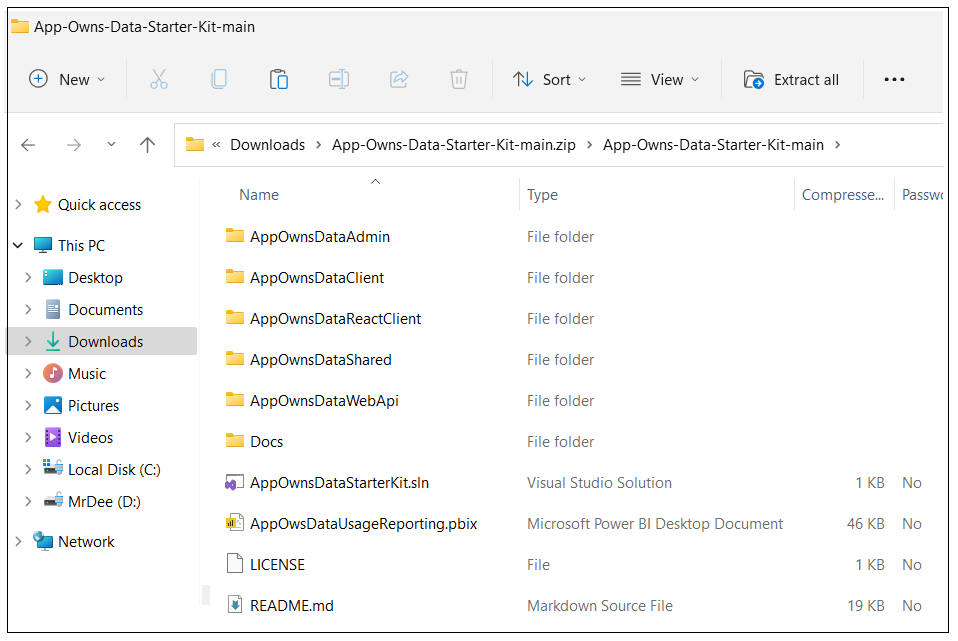 App-Owns-Data-Starter-Kit-main
New Sort View Extract all
« Downloads App-Owns-Data-Starter-Kit-main.zip App-Owns-Data-Starter-Kit-main
Name Type Compresse... Passwo
Quick access
This PC
Desktop
Documents
Downloads
Music
Pictures
Videos
Local Disk (C:)
MrDee (D:)
Network
AppOwnsDataAdmin File folder
AppOwnsDataClient File folder
AppOwnsDataReactClient File folder
AppOwnsDataShared File folder
AppOwnsDataWebApi File folder
Docs File folder
AppOwnsDataStarterKit.sln Visual Studio Solution 1 KB No
AppOwsDataUsageReporting.pbix Microsoft Power BI Desktop Document 46 KB No
LICENSE File 1 KB No
README.md Markdown Source File 19 KB No